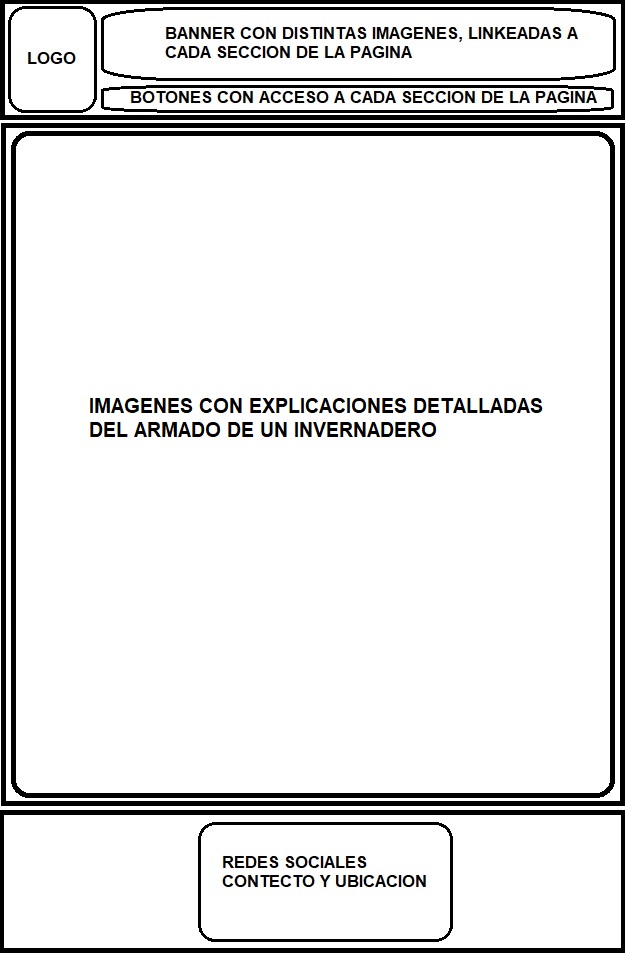 LOGO
BANNER CON DISTINTAS IMAGENES, LINKEADAS A
CADA SECCION DE LA PAGINA
BOTONES CON ACCESO A CADA SECCION DE LA PAGINA
IMAGENES CON EXPLICACIONES DETALLADAS
DEL ARMADO DE UN INVERNADERO
REDES SOCIALES
CONTECTO Y UBICACION